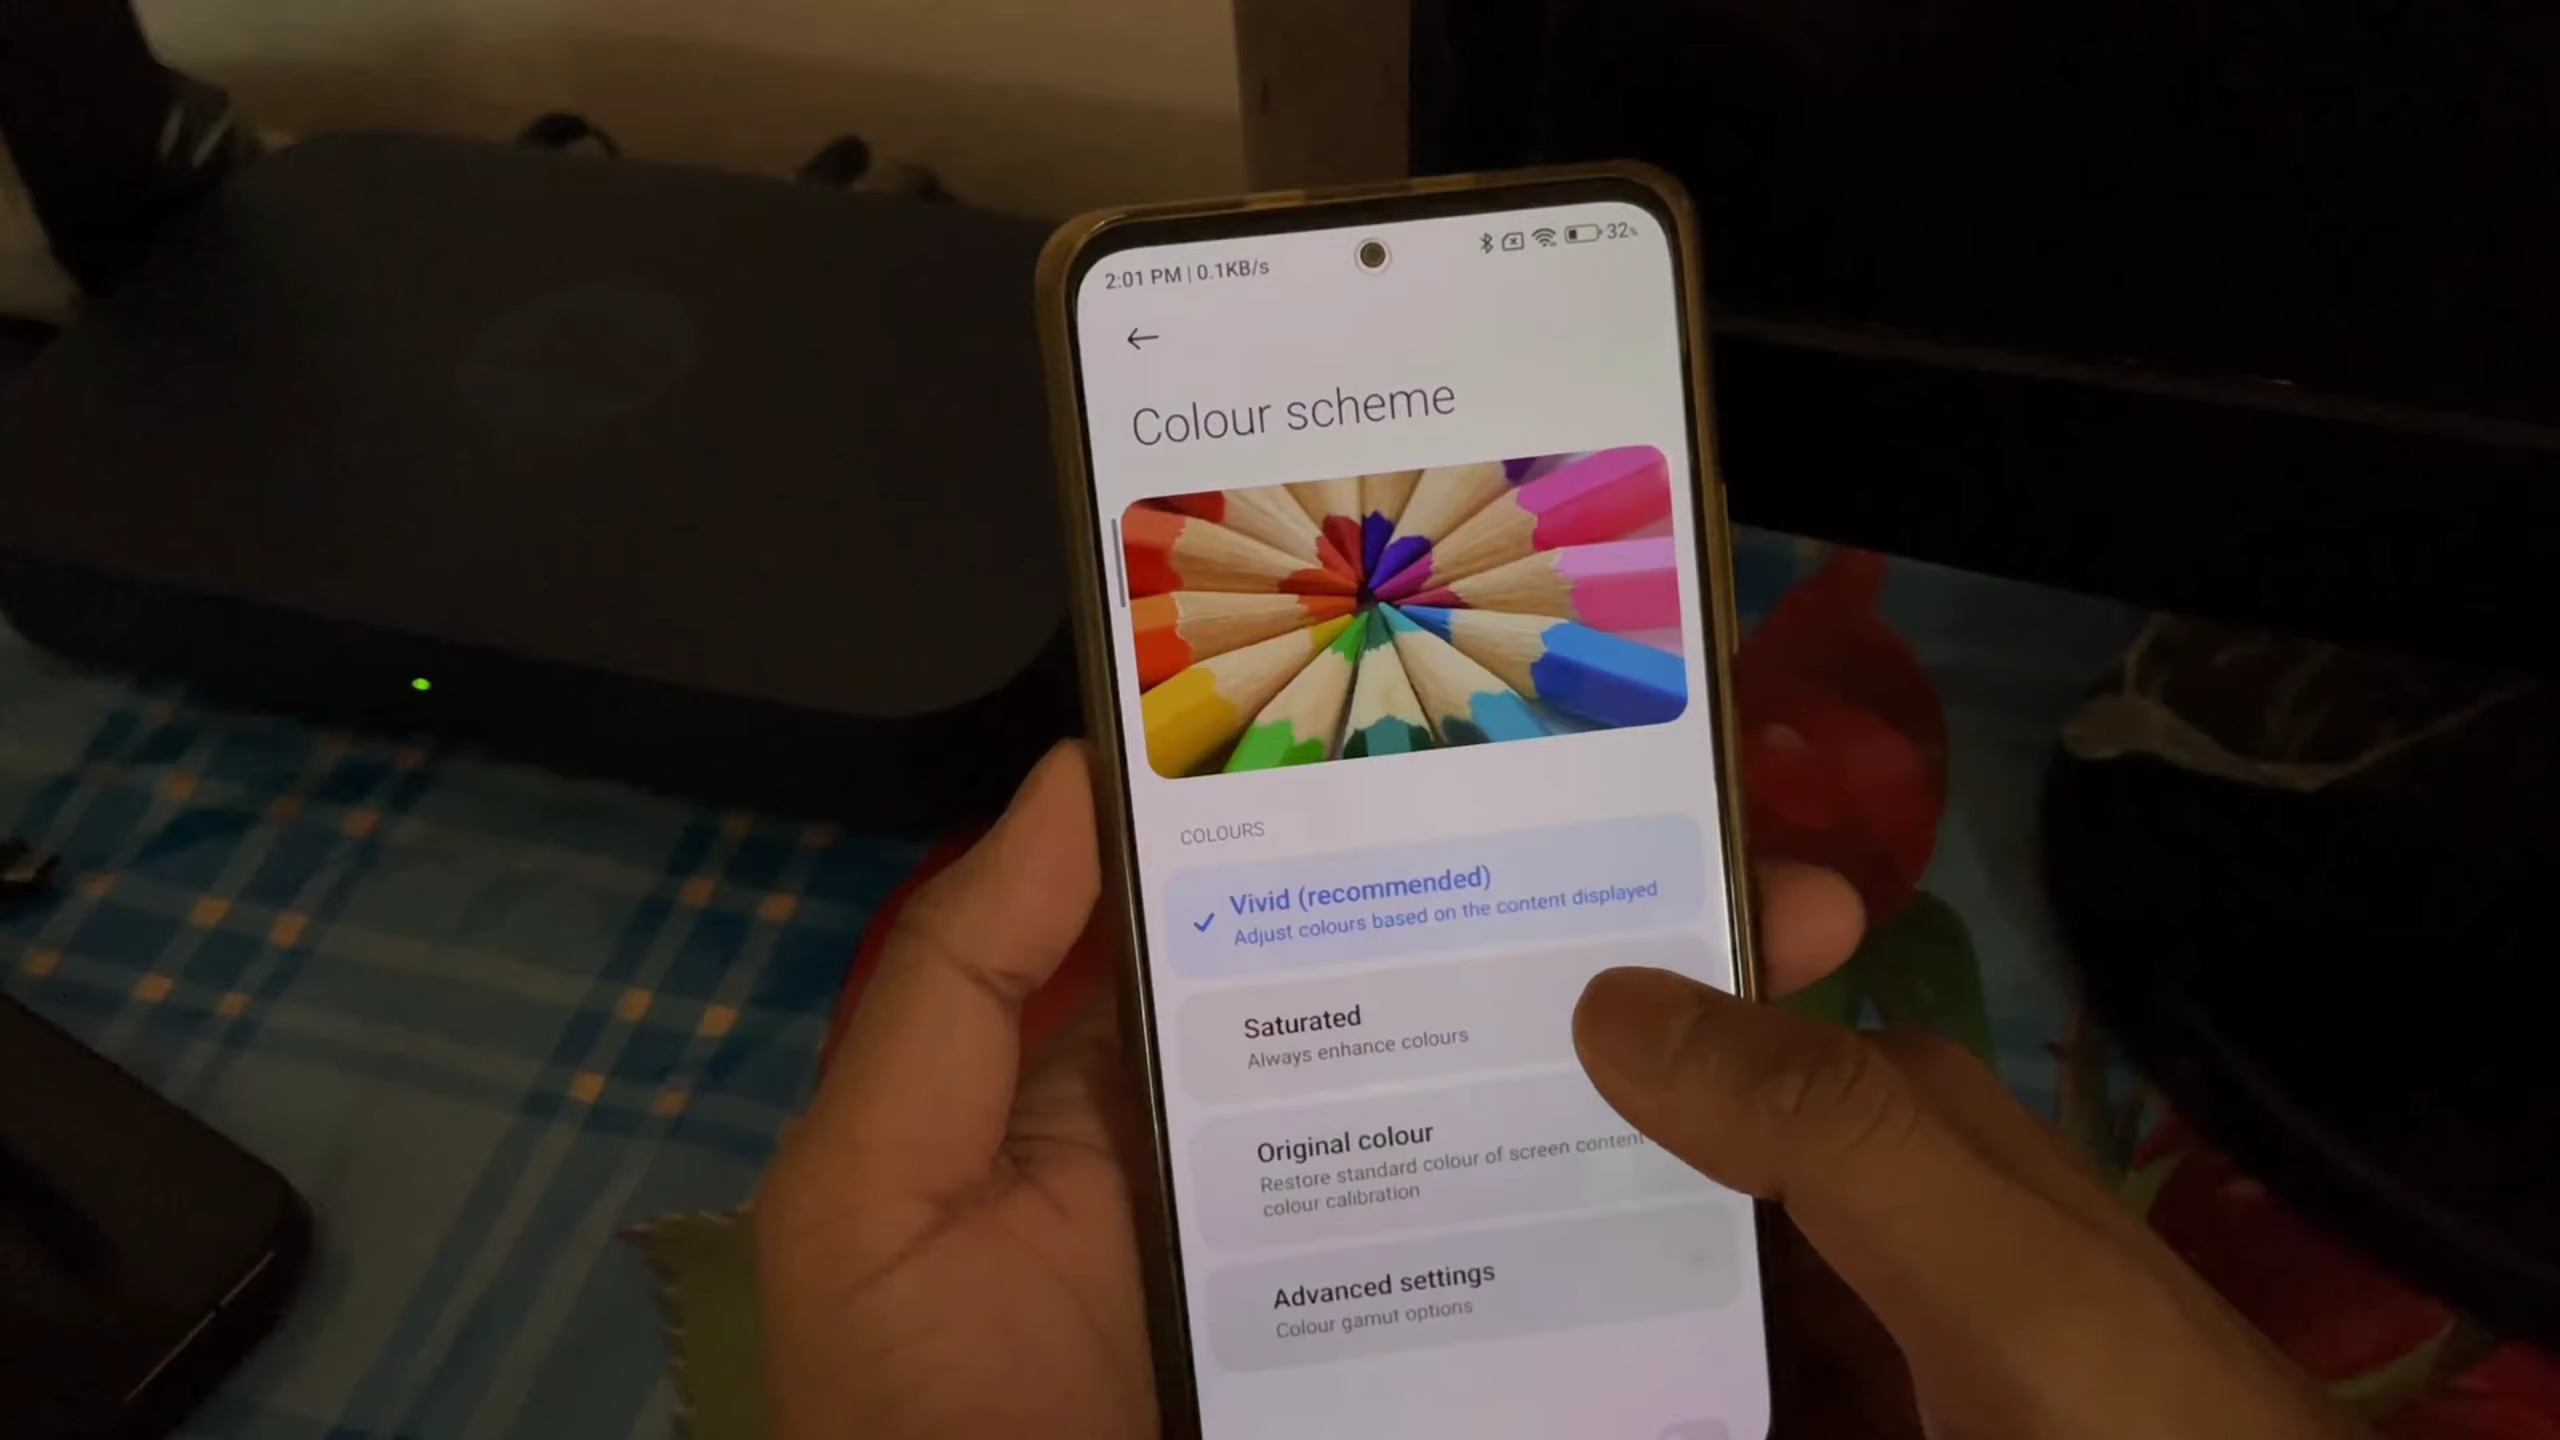 2:01 PM | 0.1KB/s
32%
Colour scheme
COLOURS
Vivid (recommended)
Adjust colours based on the content displayed
Saturated
Always enhance colours
Original colour
Restore standard colour of screen content
colour calibration
Advanced settings
Colour gamut options